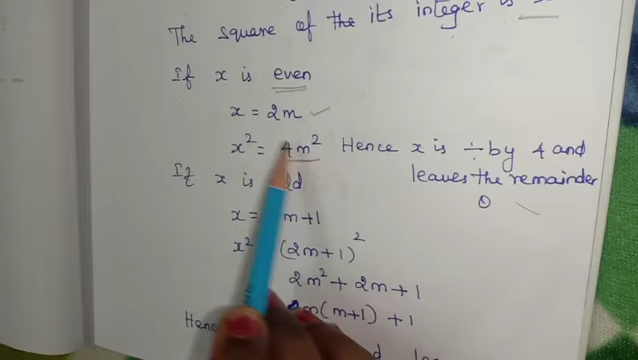 The square of the its integer is
If x is even
x = 2m ✓
x² = 4m² Hence x is ÷ by 4 and
leaves the remainder
0
If x is
x = m+1
x² (2m+1)²
2m² + 2m + 1
2m(m+1) + 1